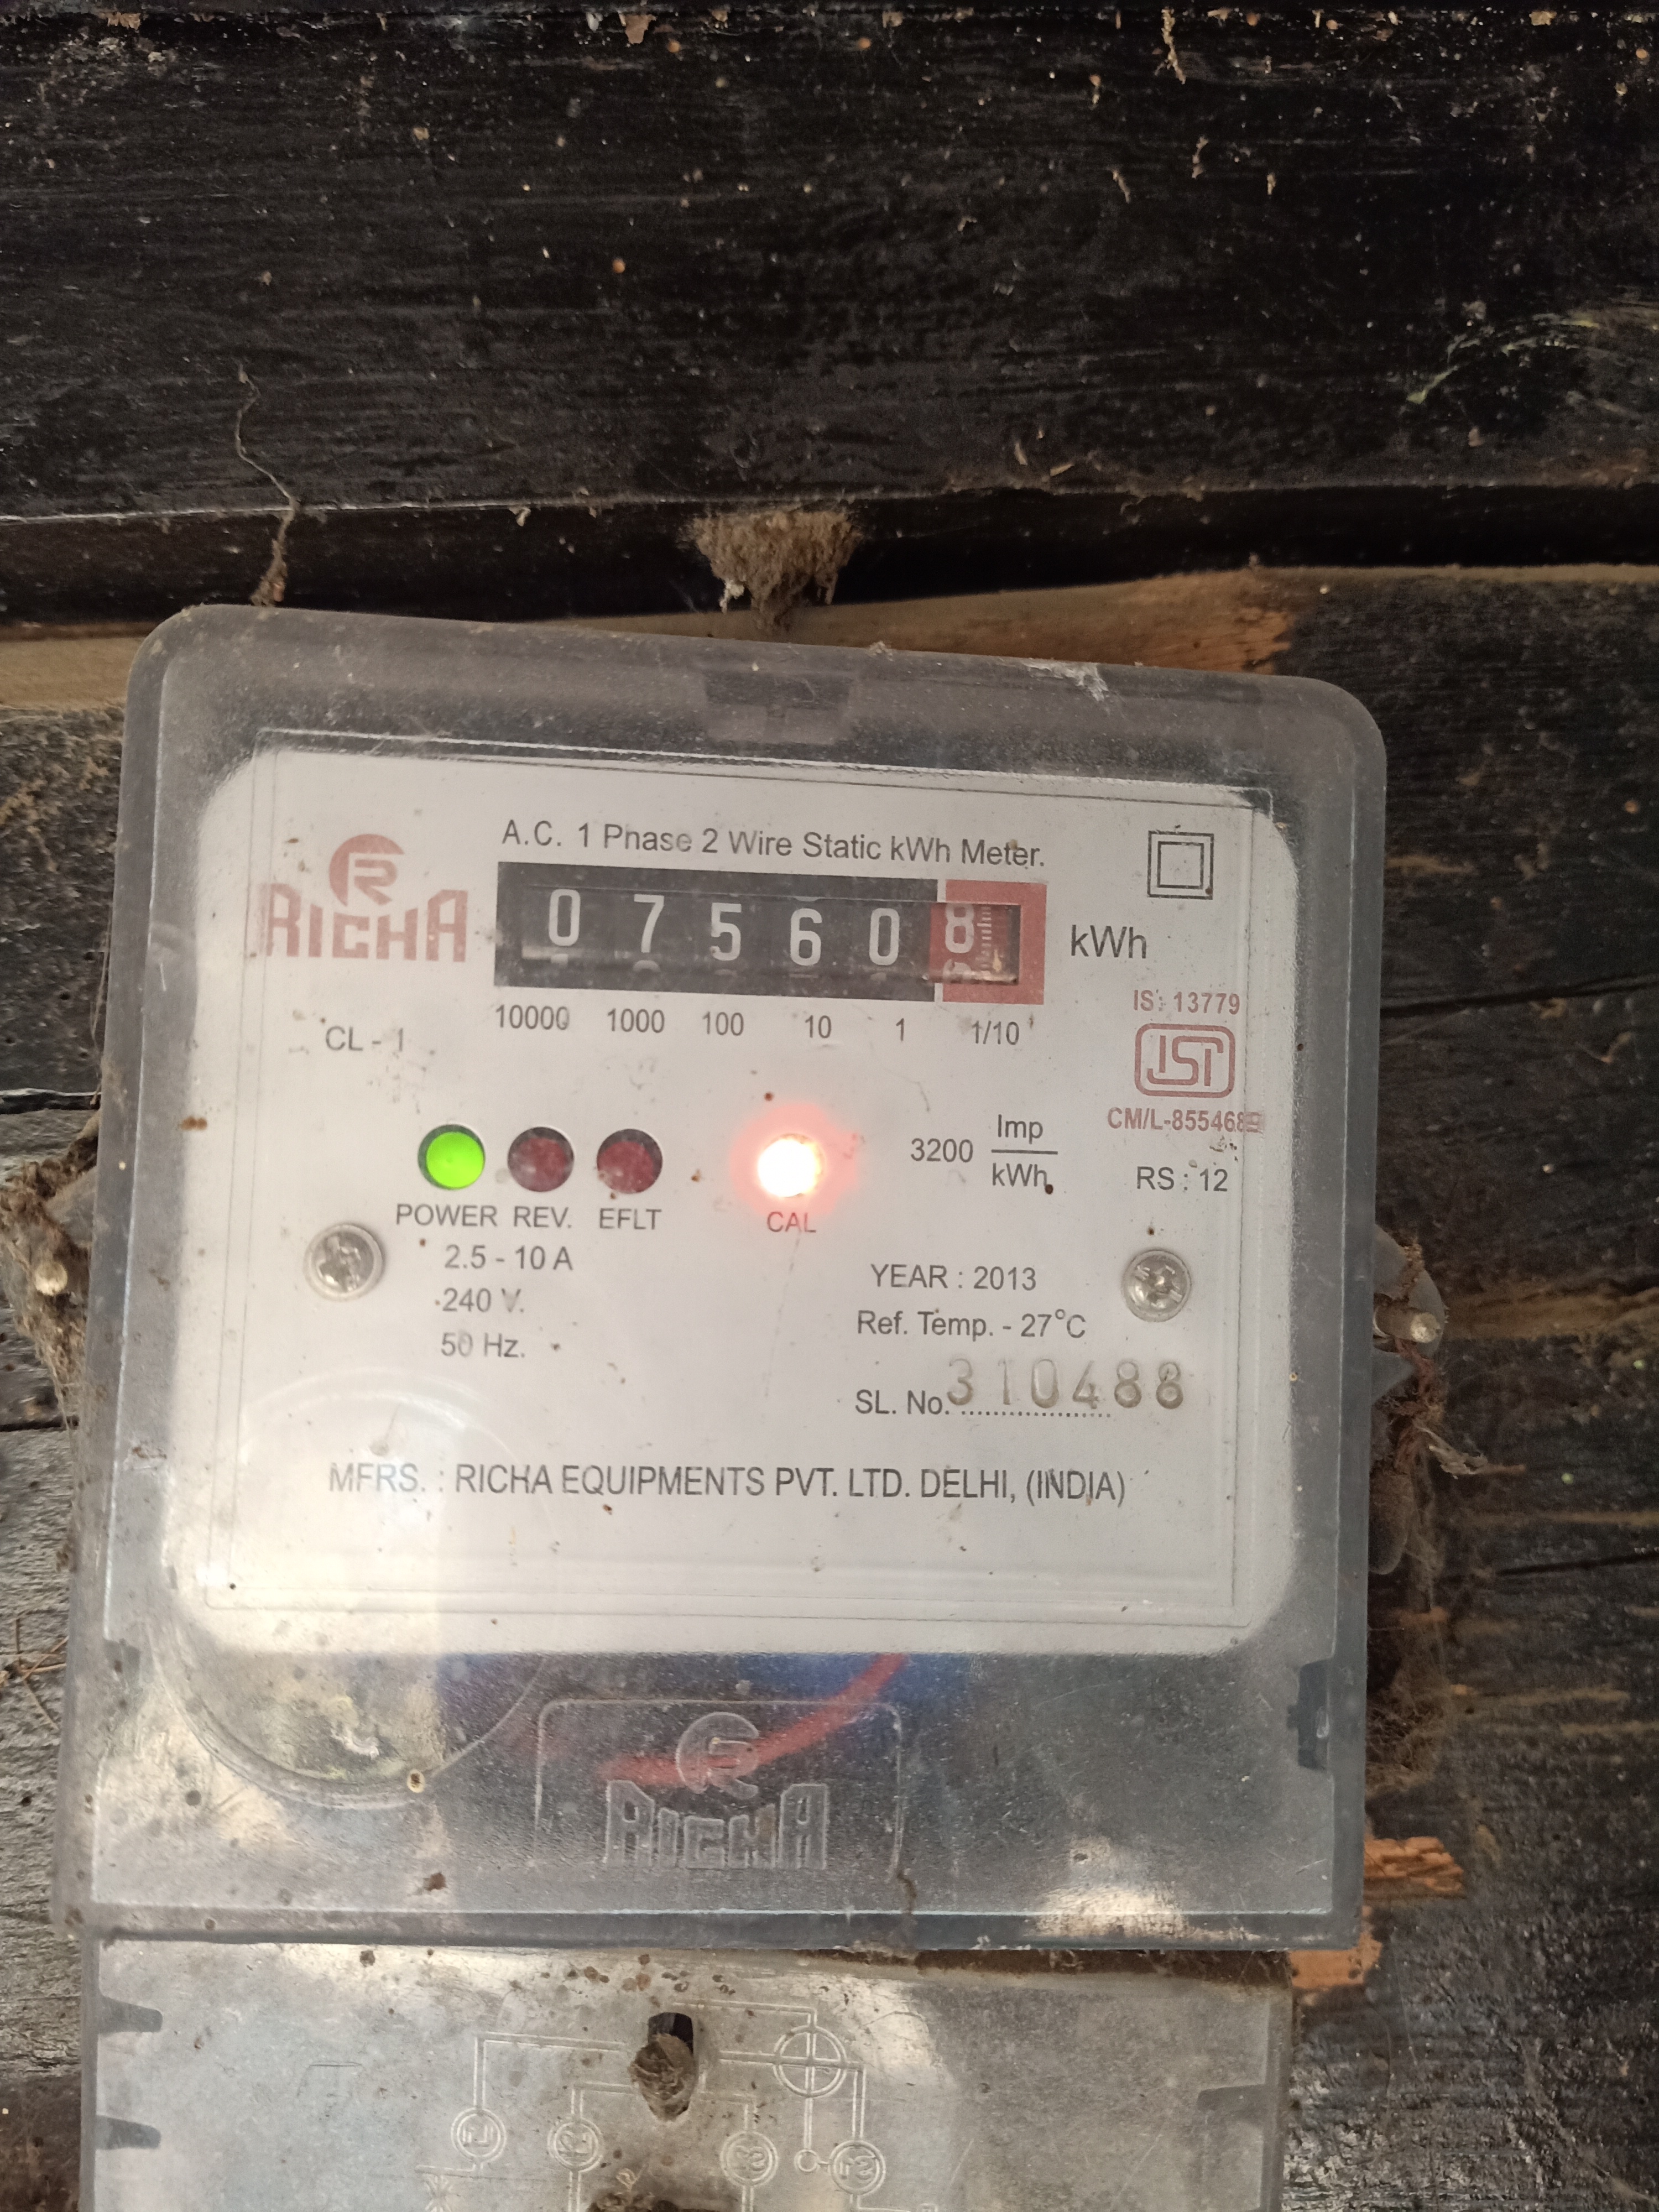 A.C. 1 Phase 2 Wire Static kWh Meter.
R
RICHA
0 7 5 6 0 8
kWh
10000 1000 100 10 1 1/10
CL - 1
IS : 13779
ISI
CM/L-8554689
POWER REV. EFLT
CAL
3200 Imp/kWh
RS : 12
2.5 - 10 A
240 V.
50 Hz.
YEAR : 2013
Ref. Temp. - 27°C
SL. No. 310488
MFRS. : RICHA EQUIPMENTS PVT. LTD. DELHI, (INDIA)
R
RICHA